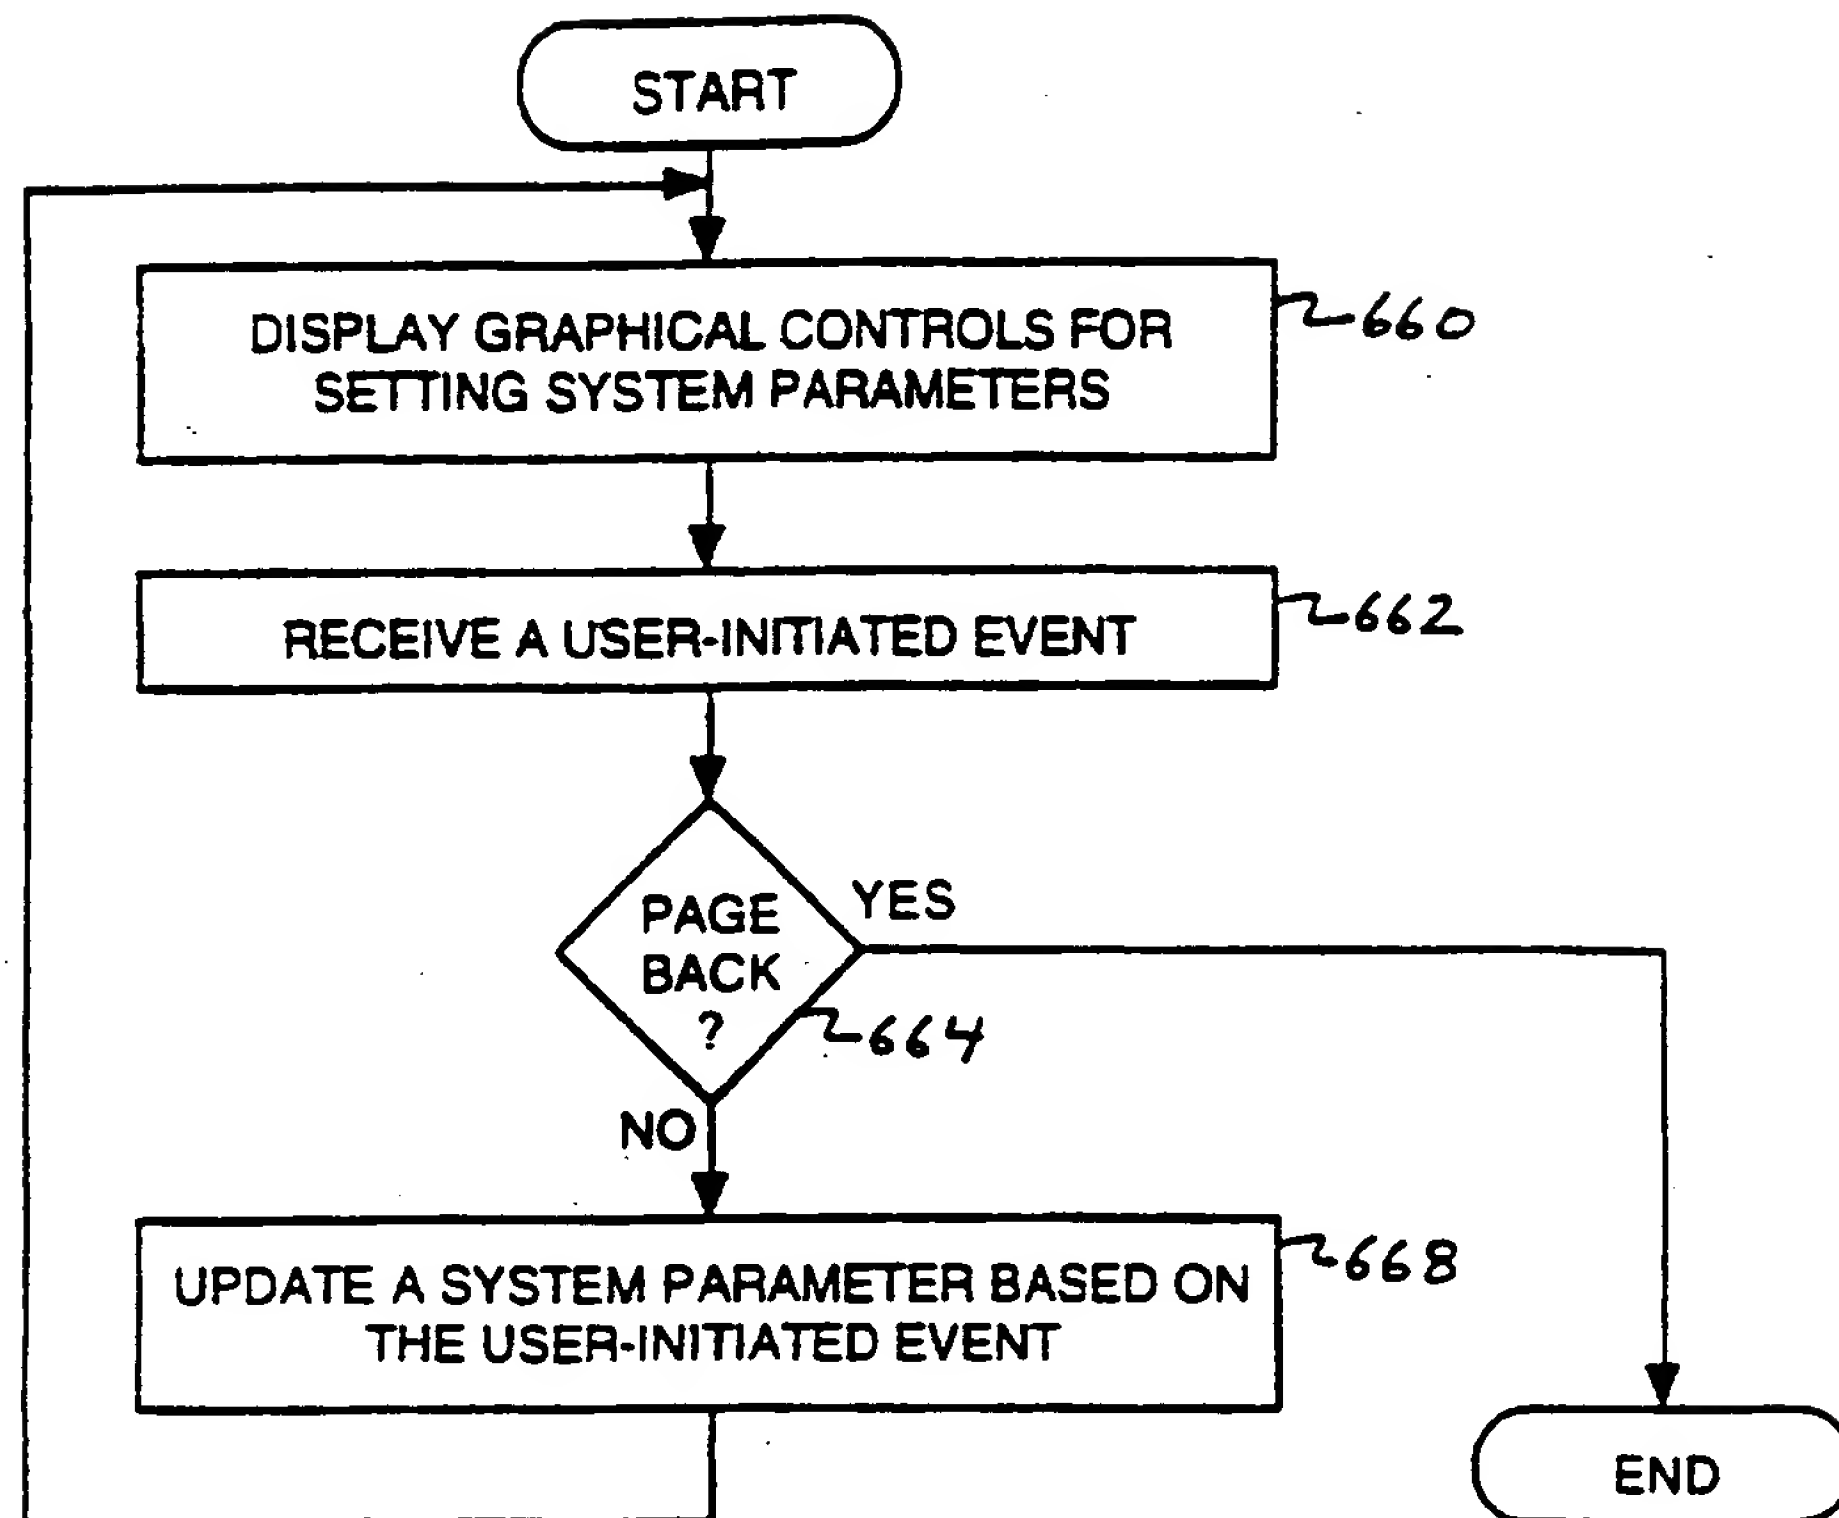 START
DISPLAY GRAPHICAL CONTROLS FOR
SETTING SYSTEM PARAMETERS
660
RECEIVE A USER-INITIATED EVENT
662
PAGE
BACK
?
YES
664
NO
UPDATE A SYSTEM PARAMETER BASED ON
THE USER-INITIATED EVENT
668
END